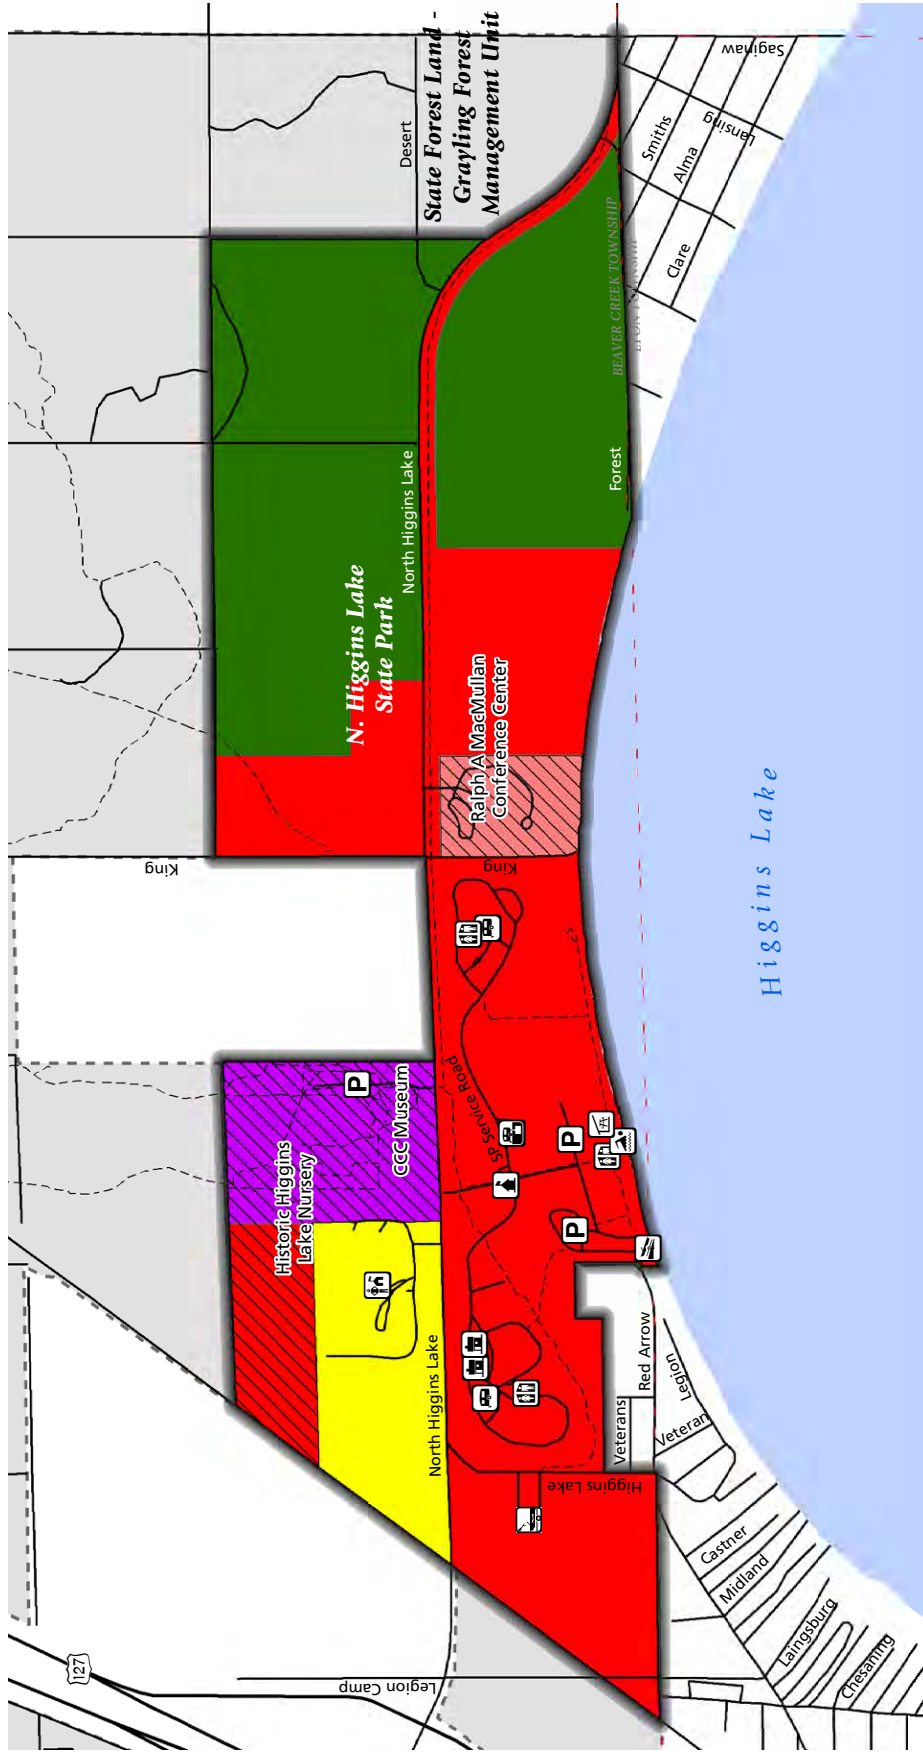 Saginaw
Lansing
Smiths
Alma
Clare
Desert
State Forest Land -
Grayling Forest
Management Unit
BEAVER CREEK TOWNSHIP
LYON TOWNSHIP
Forest
North Higgins Lake
N. Higgins Lake
State Park
Ralph A MacMullan
Conference Center
King
King
Higgins Lake
SP Service Road
P
CCC Museum
Historic Higgins
Lake Nursery
P
P
North Higgins Lake
Red Arrow
Legion
Veterans
Veteran
Higgins Lake
Castner
Midland
Laingsburg
Chesaning
Legion Camp
127